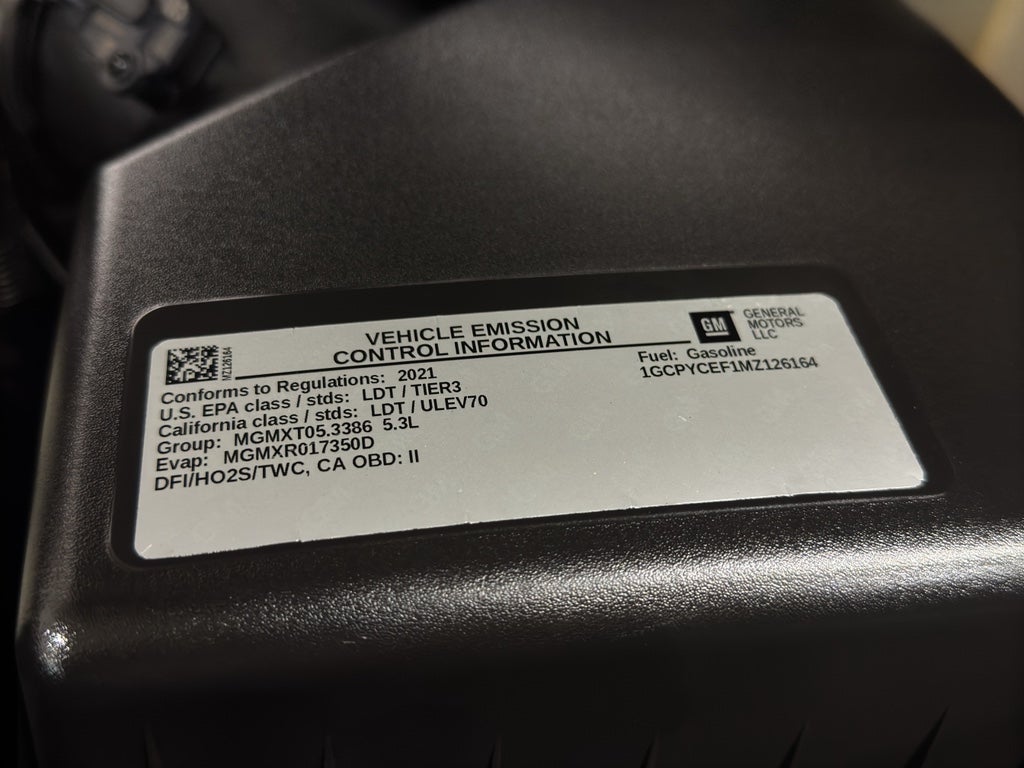 VEHICLE EMISSION
CONTROL INFORMATION
GM
GENERAL
MOTORS
LLC
MZ126164
Conforms to Regulations: 2021
U.S. EPA class / stds: LDT / TIER3
California class / stds: LDT / ULEV70
Group: MGMXT05.3386 5.3L
Evap: MGMXR017350D
DFI/HO2S/TWC, CA OBD: II
Fuel: Gasoline
1GCPYCEF1MZ126164